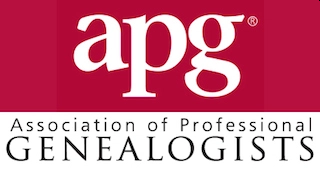 apg®
Association of Professional
GENEALOGISTS